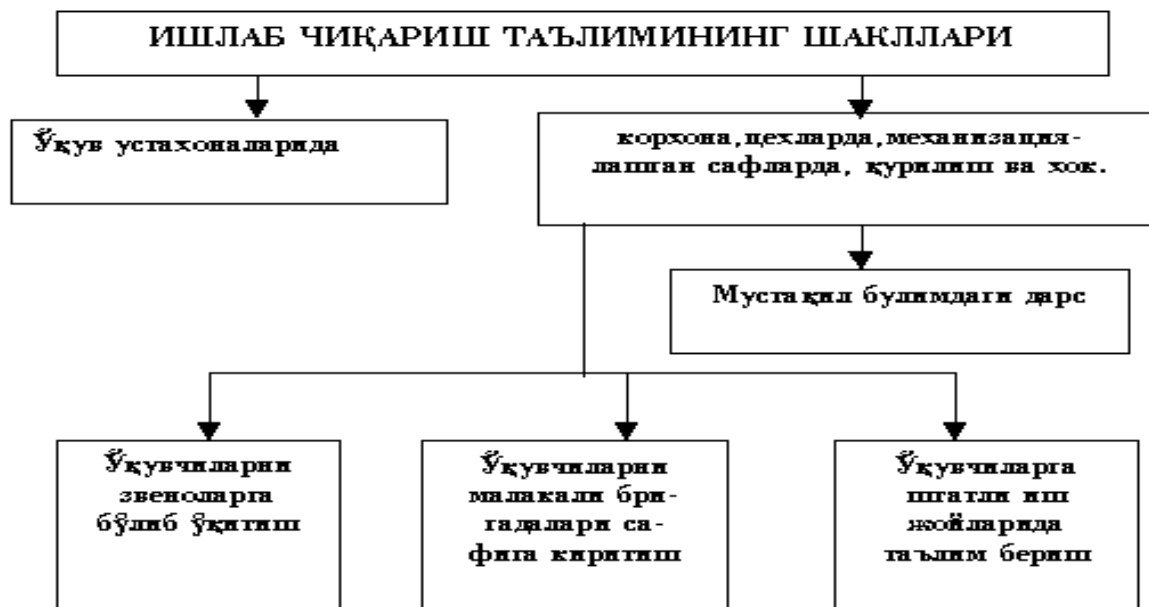 ИШЛАБ ЧИҚАРИШ ТАЪЛИМИНИНГ ШАКЛЛАРИ
Ўқув устахоналарида
корхона,цехларда,механизация-
лашган сафларда, қурилиш ва хок.
Мустақил булимдаги дарс
Ўқувчиларни
звеноларга
бўлиб ўқитиш
Ўқувчиларни
малакали бри-
гадалари са-
фига киритиш
Ўқувчиларга
штатли иш
жойларида
таълим бериш